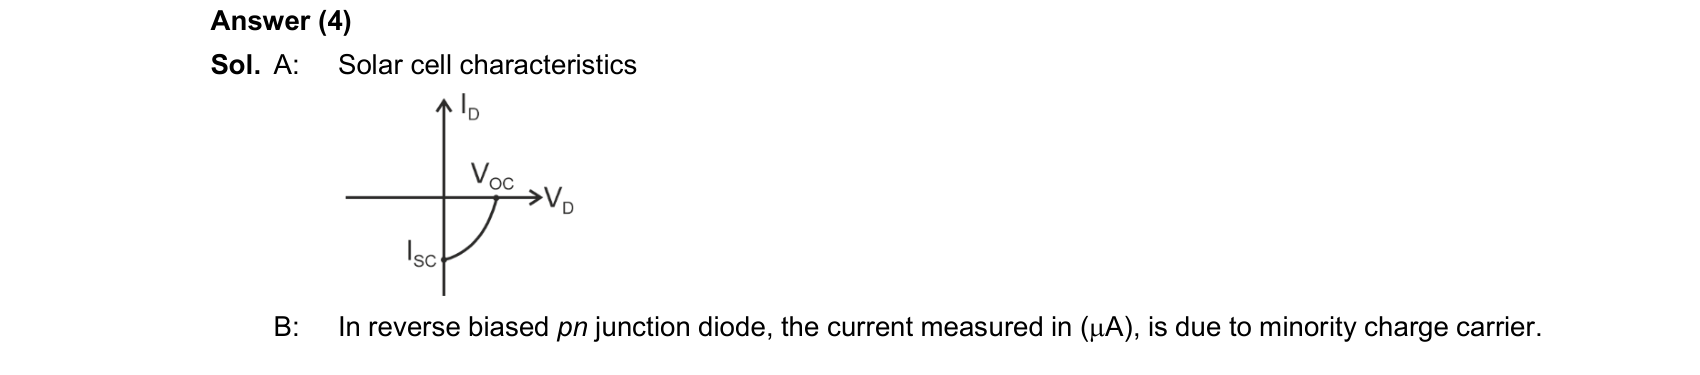 Answer (4)
Sol. A: Solar cell characteristics
I_D
V_OC
V_D
I_SC
B: In reverse biased pn junction diode, the current measured in (μA), is due to minority charge carrier.